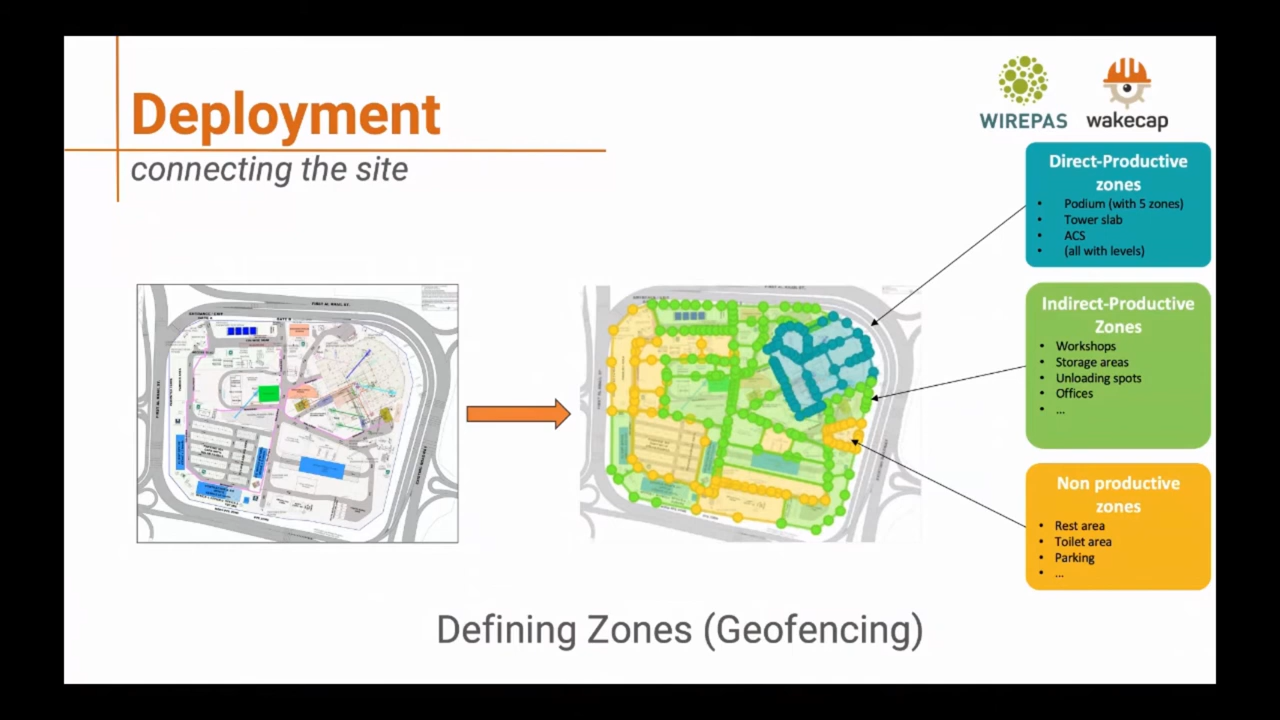 Deployment
connecting the site
WIREPAS
wakecap
Direct-Productive
zones
• Podium (with 5 zones)
• Tower slab
• ACS
• (all with levels)
Indirect-Productive
Zones
• Workshops
• Storage areas
• Unloading spots
• Offices
• ...
Non productive
zones
• Rest area
• Toilet area
• Parking
• ...
Defining Zones (Geofencing)